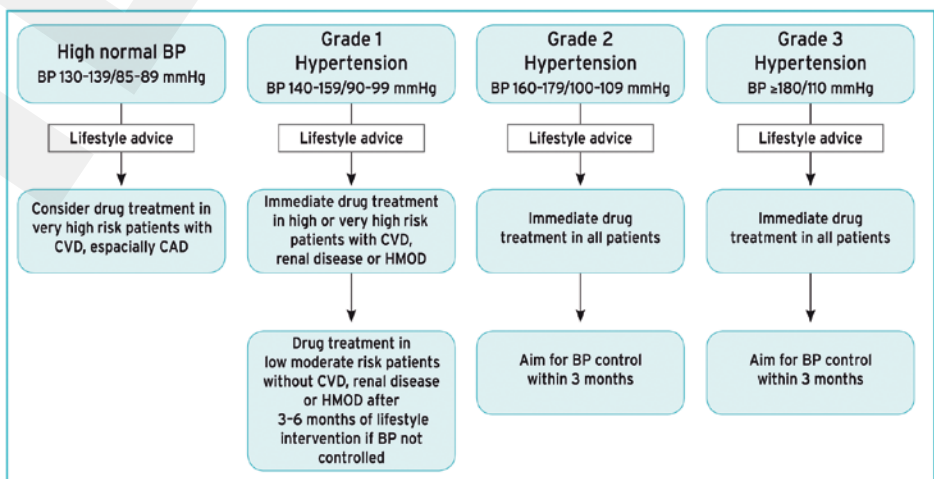 High normal BP
BP 130-139/85-89 mmHg
Lifestyle advice
Consider drug treatment in
very high risk patients with
CVD, espacially CAD
Grade 1
Hypertension
BP 140-159/90-99 mmHg
Lifestyle advice
Immediate drug treatment
in high or very high risk
patients with CVD,
renal disease or HMOD
Drug treatment in
low moderate risk patients
without CVD, renal disease
or HMOD after
3-6 months of lifestyle
intervention if BP not
controlled
Grade 2
Hypertension
BP 160-179/100-109 mmHg
Lifestyle advice
Immediate drug
treatment in all patients
Aim for BP control
within 3 months
Grade 3
Hypertension
BP ≥180/110 mmHg
Lifestyle advice
Immediate drug
treatment in all patients
Aim for BP control
within 3 months